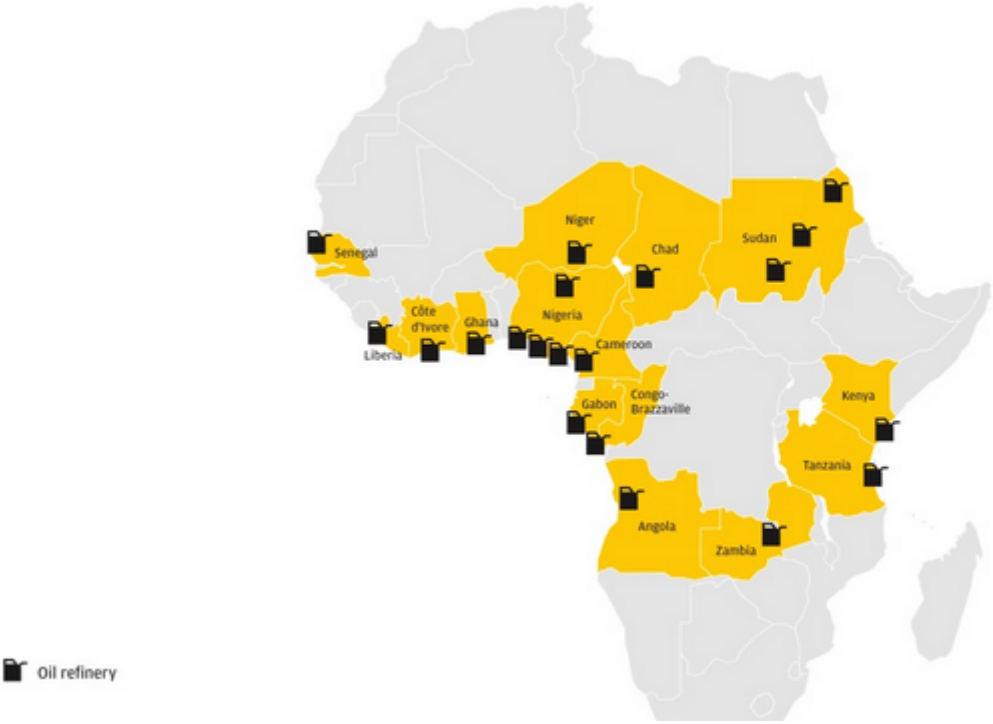 Niger
Chad
Sudan
Senegal
Nigeria
Côte
d'Ivore
Ghana
Liberia
Cameroon
Gabon
Congo-
Brazzaville
Kenya
Tanzania
Angola
Zambia
Oil refinery